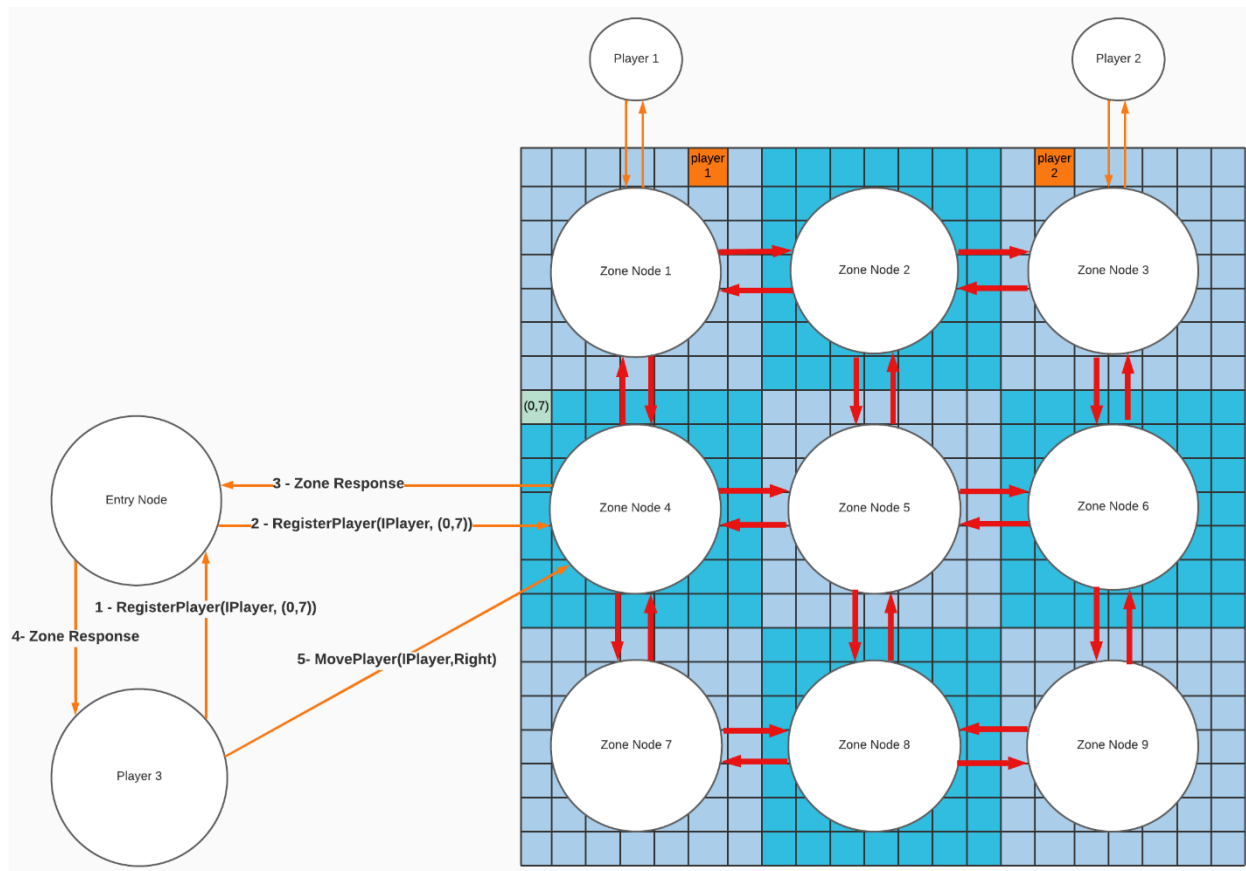 Player 1
Player 2
player
1
player
2
Zone Node 1
Zone Node 2
Zone Node 3
(0,7)
3 - Zone Response
Entry Node
Zone Node 4
Zone Node 5
Zone Node 6
2 - RegisterPlayer(IPlayer, (0,7))
1 - RegisterPlayer(IPlayer, (0,7))
4- Zone Response
5- MovePlayer(IPlayer,Right)
Zone Node 7
Zone Node 8
Zone Node 9
Player 3